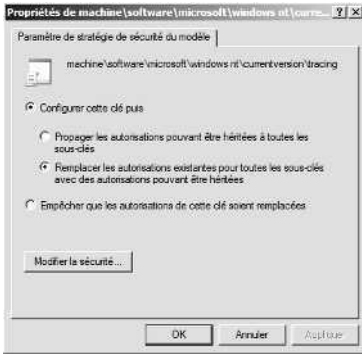 Propriétés de machine\software\microsoft\windows nt\curre... ? ×
Paramètre de stratégie de sécurité du modèle
machine\software\microsoft\windows nt\currentversion\tracing
Configurer cette clé puis
Propager les autorisations pouvant être héritées à toutes les
sous-clés
Remplacer les autorisations existantes pour toutes les sous-clés
avec des autorisations pouvant être héritées
Empêcher que les autorisations de cette clé soient remplacées
Modifier la sécurité...
OK Annuler Appliquer